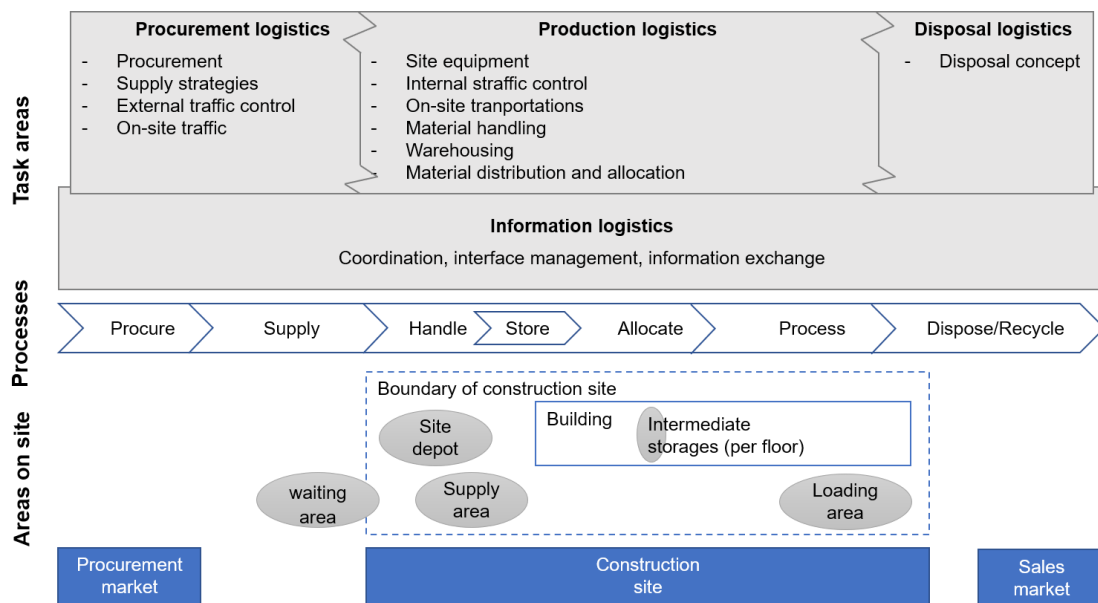 Task areas
Procurement logistics
- Procurement
- Supply strategies
- External traffic control
- On-site traffic
Production logistics
- Site equipment
- Internal straffic control
- On-site tranportations
- Material handling
- Warehousing
- Material distribution and allocation
Disposal logistics
- Disposal concept
Information logistics
Coordination, interface management, information exchange
Processes
Procure
Supply
Handle
Store
Allocate
Process
Dispose/Recycle
Areas on site
Boundary of construction site
Site
depot
Building
Intermediate
storages (per floor)
waiting
area
Supply
area
Loading
area
Procurement
market
Construction
site
Sales
market